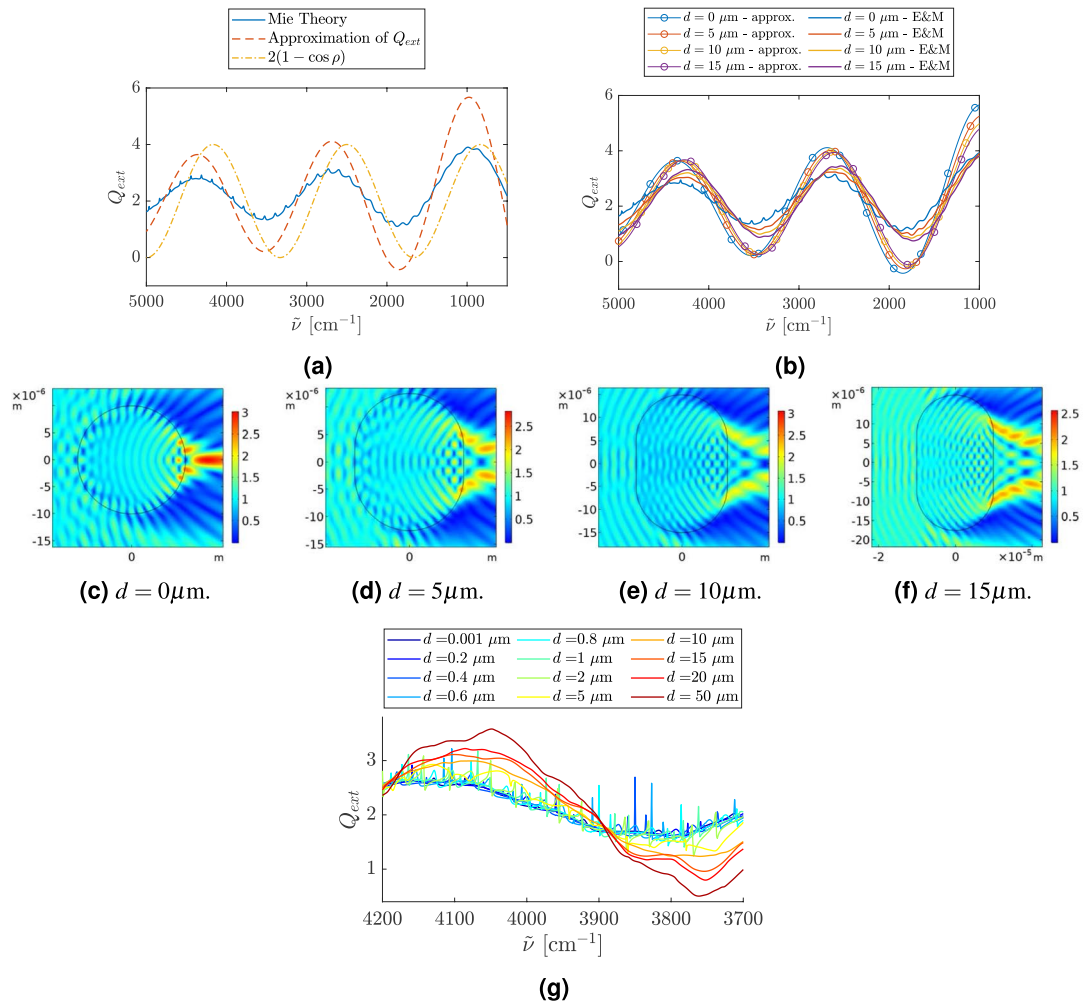 Mie Theory
Approximation of Q_ext
2(1 − cos ρ)
6
4
2
0
Q_ext
5000 4000 3000 2000 1000
ν̃ [cm⁻¹]
(a)
d = 0 μm - approx. d = 0 μm - E&M
d = 5 μm - approx. d = 5 μm - E&M
d = 10 μm - approx. d = 10 μm - E&M
d = 15 μm - approx. d = 15 μm - E&M
6
4
2
0
Q_ext
5000 4000 3000 2000 1000
ν̃ [cm⁻¹]
(b)
×10⁻⁶
m
10
5
0
-5
-10
-15
0 m
3
2.5
2
1.5
1
0.5
(c) d = 0μm.
×10⁻⁶
m
10
5
0
-5
-10
-15
0 m
2.5
2
1.5
1
0.5
0
(d) d = 5μm.
×10⁻⁶
m
15
10
5
0
-5
-10
-15
0 m
3
2.5
2
1.5
1
0.5
(e) d = 10μm.
×10⁻⁶
m
15
10
5
0
-5
-10
-15
-20
-2 0 ×10⁻⁵ m
2.5
2
1.5
1
0.5
(f) d = 15μm.
d =0.001 μm d =0.8 μm d =10 μm
d =0.2 μm d =1 μm d =15 μm
d =0.4 μm d =2 μm d =20 μm
d =0.6 μm d =5 μm d = 50 μm
3
2
1
Q_ext
4200 4100 4000 3900 3800 3700
ν̃ [cm⁻¹]
(g)